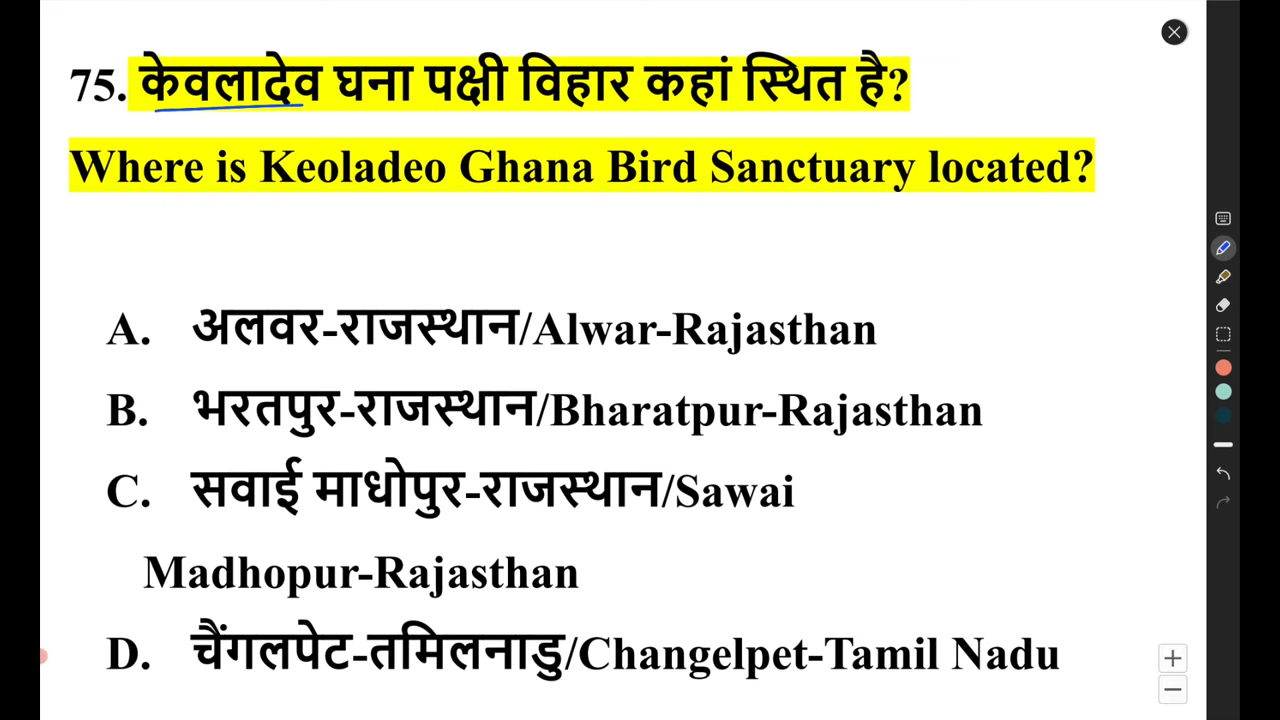 75. केवलादेव घना पक्षी विहार कहां स्थित है?
Where is Keoladeo Ghana Bird Sanctuary located?
A. अलवर-राजस्थान/Alwar-Rajasthan
B. भरतपुर-राजस्थान/Bharatpur-Rajasthan
C. सवाई माधोपुर-राजस्थान/Sawai
Madhopur-Rajasthan
D. चैंगलपेट-तमिलनाडु/Changelpet-Tamil Nadu